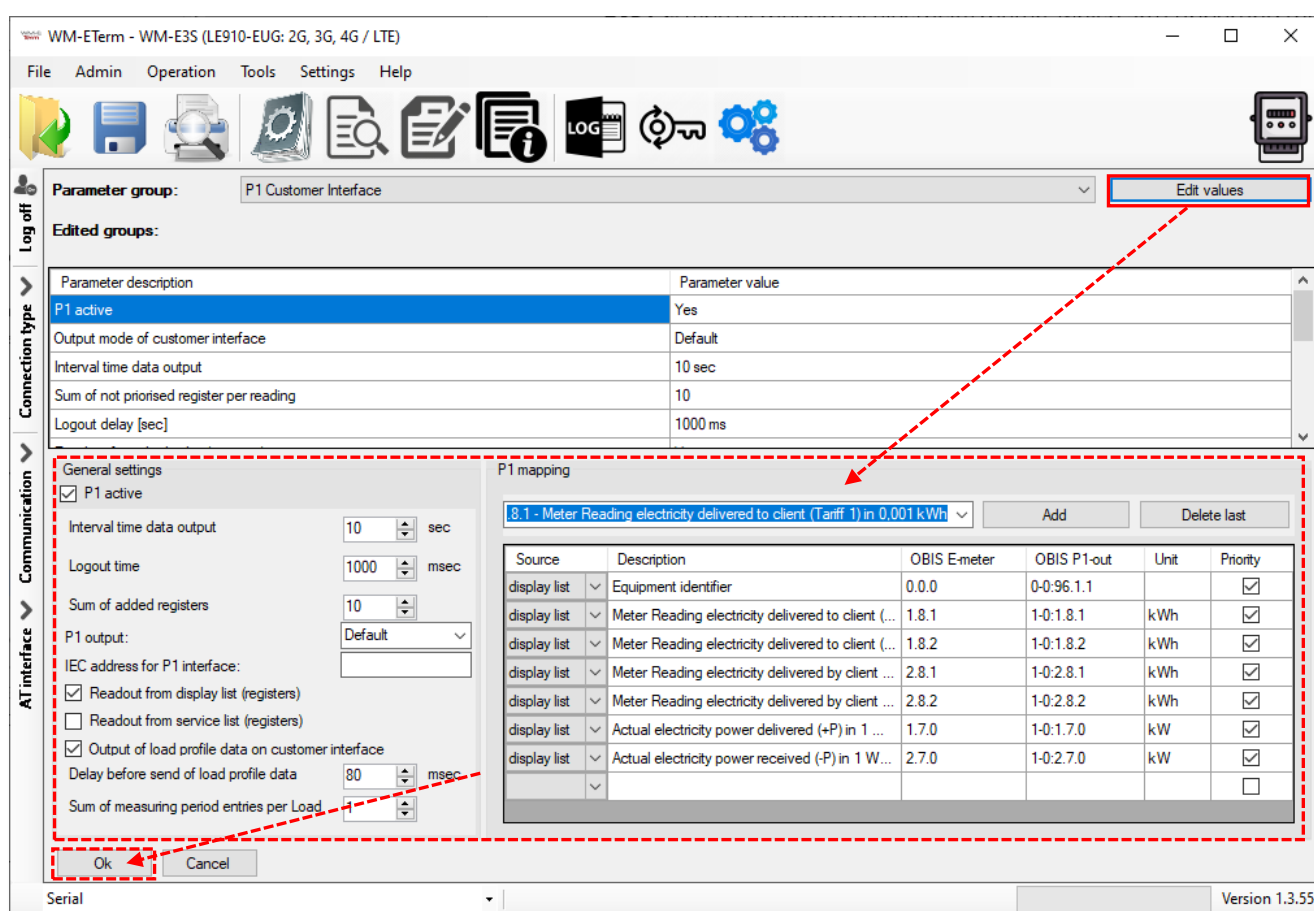 WM-ETerm - WM-E3S (LE910-EUG: 2G, 3G, 4G / LTE)
File Admin Operation Tools Settings Help
LOG
Log off
Connection type
Communication
AT interface
Parameter group: P1 Customer Interface Edit values
Edited groups:
Parameter description Parameter value
P1 active Yes
Output mode of customer interface Default
Interval time data output 10 sec
Sum of not priorised register per reading 10
Logout delay [sec] 1000 ms
General settings
P1 active
Interval time data output 10 sec
Logout time 1000 msec
Sum of added registers 10
P1 output: Default
IEC address for P1 interface:
Readout from display list (registers)
Readout from service list (registers)
Output of load profile data on customer interface
Delay before send of load profile data 80 msec
Sum of measuring period entries per Load 1
P1 mapping
.8.1 - Meter Reading electricity delivered to client (Tariff 1) in 0,001 kWh Add Delete last
Source Description OBIS E-meter OBIS P1-out Unit Priority
display list Equipment identifier 0.0.0 0-0:96.1.1
display list Meter Reading electricity delivered to client (... 1.8.1 1-0:1.8.1 kWh
display list Meter Reading electricity delivered to client (... 1.8.2 1-0:1.8.2 kWh
display list Meter Reading electricity delivered by client ... 2.8.1 1-0:2.8.1 kWh
display list Meter Reading electricity delivered by client ... 2.8.2 1-0:2.8.2 kWh
display list Actual electricity power delivered (+P) in 1 ... 1.7.0 1-0:1.7.0 kW
display list Actual electricity power received (-P) in 1 W... 2.7.0 1-0:2.7.0 kW
Ok Cancel
Serial Version 1.3.55